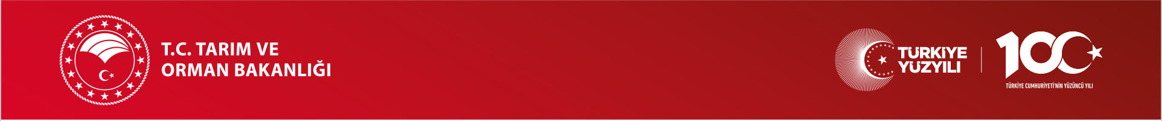 T.C. TARIM VE
ORMAN BAKANLIĞI
TÜRKİYE
YÜZYILI
100
TÜRKİYE CUMHURİYETİ'NİN YÜZÜNCÜ YILI